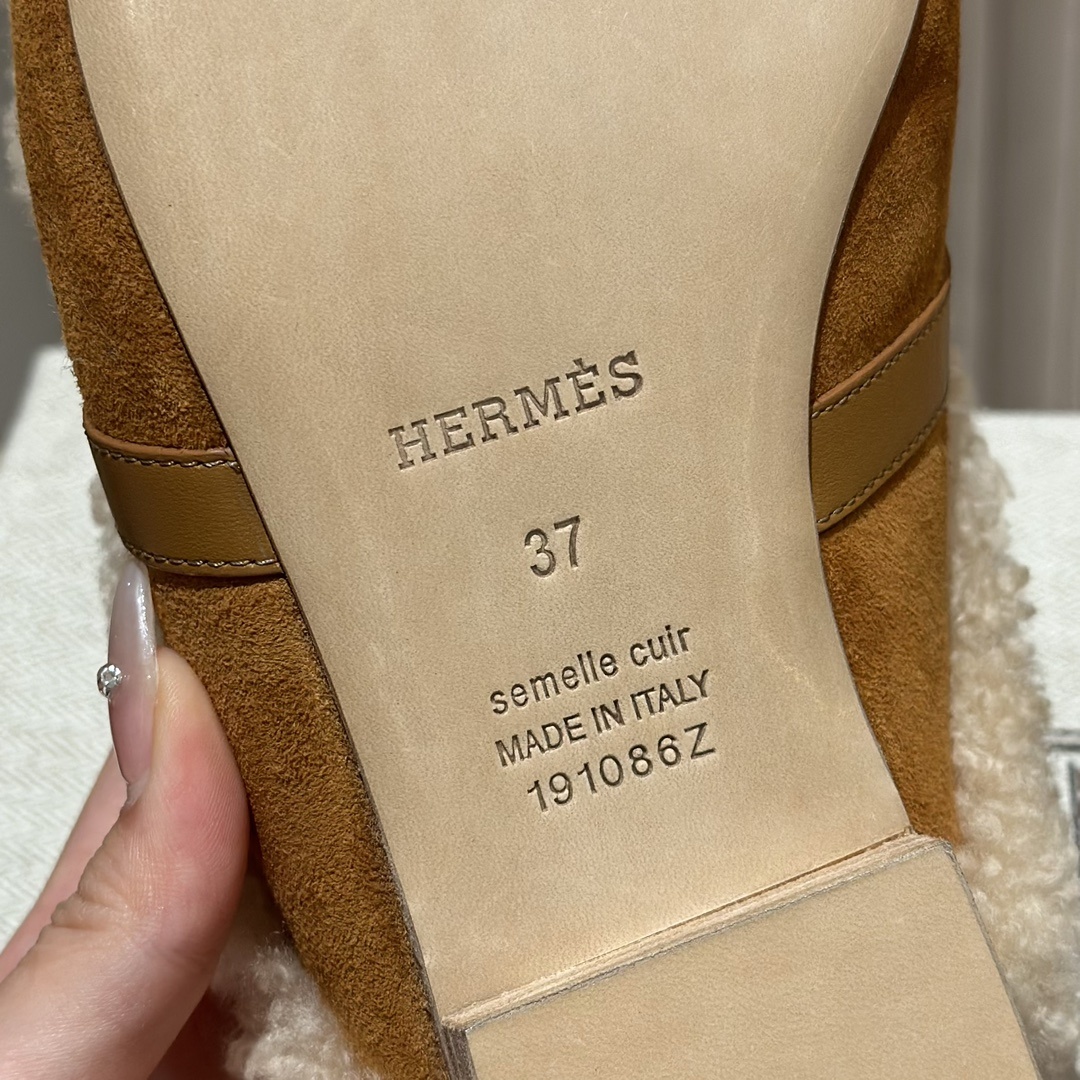 HERMÈS
37
semelle cuir
MADE IN ITALY
191086Z